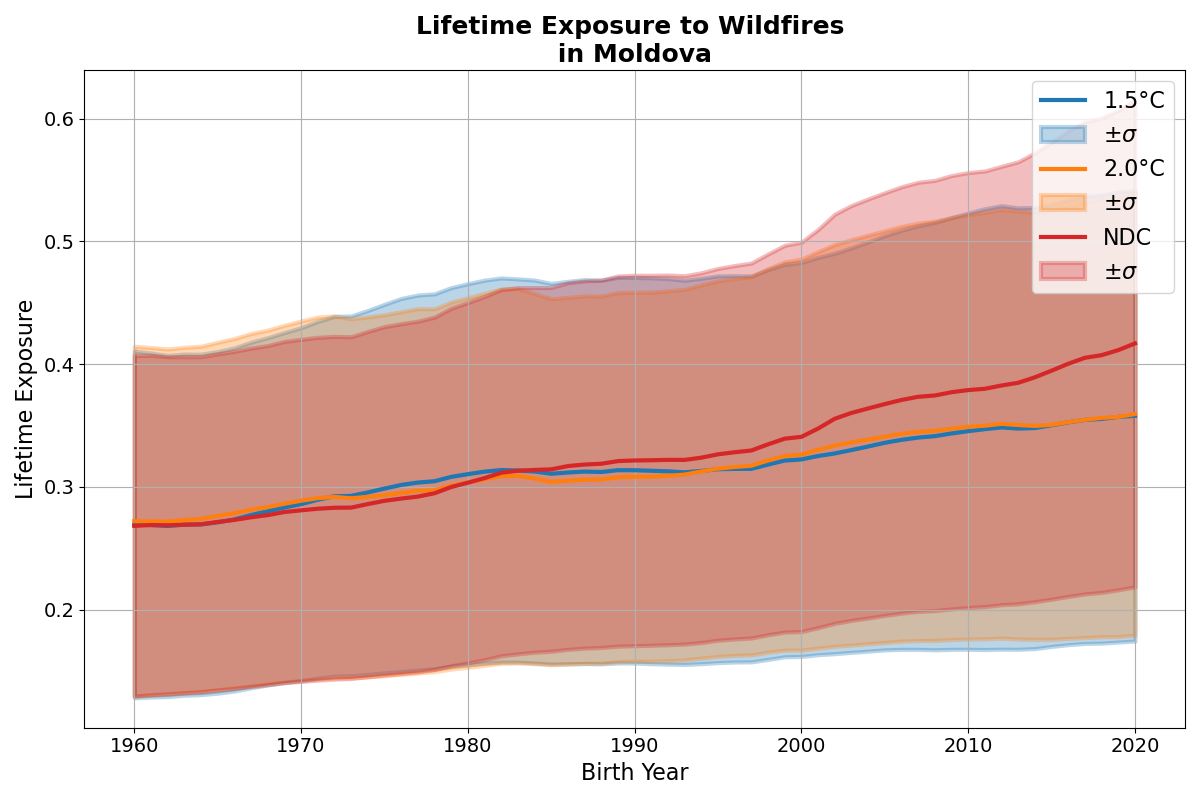 Lifetime Exposure to Wildfires
in Moldova
Lifetime Exposure
0.6
0.5
0.4
0.3
0.2
1960
1970
1980
1990
2000
2010
2020
Birth Year
1.5°C
±σ
2.0°C
±σ
NDC
±σ